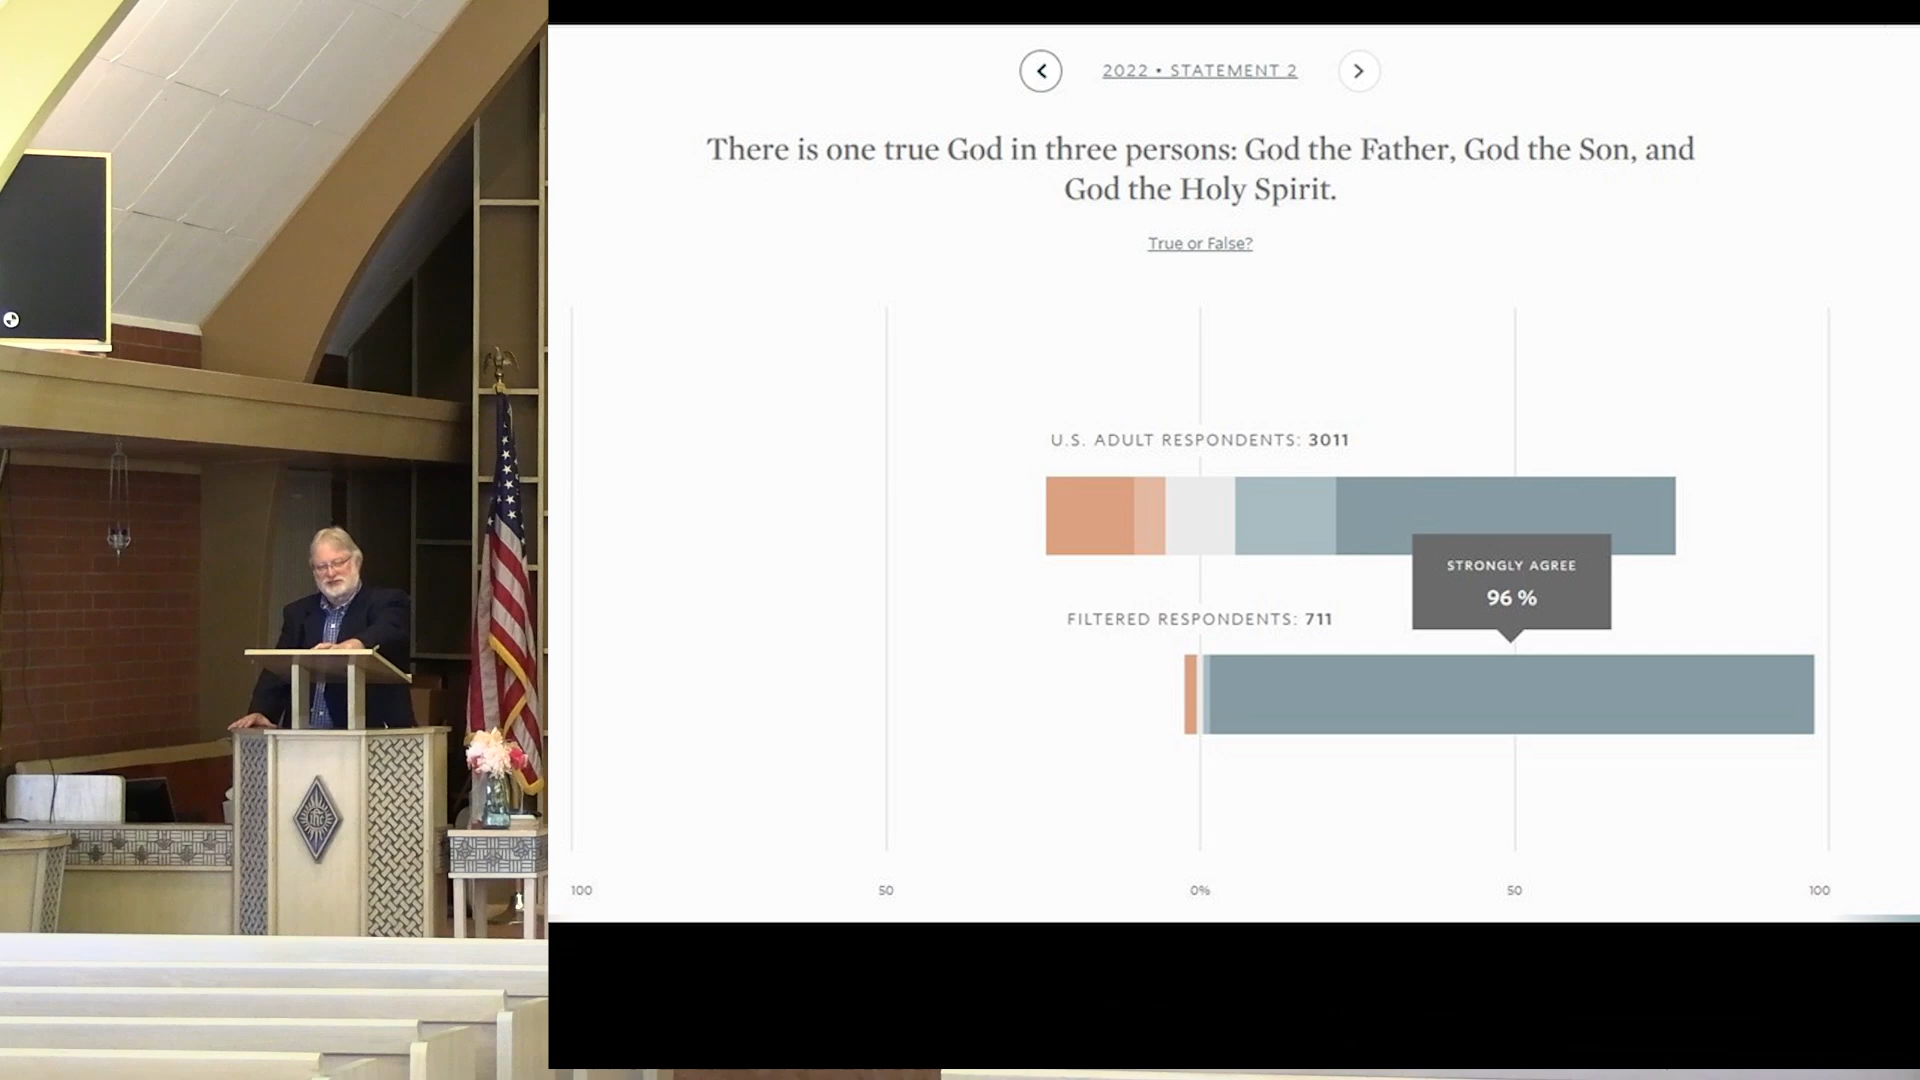 2022 • STATEMENT 2
There is one true God in three persons: God the Father, God the Son, and
God the Holy Spirit.
True or False?
U.S. ADULT RESPONDENTS: 3011
STRONGLY AGREE
96 %
FILTERED RESPONDENTS: 711
100
50
0%
50
100